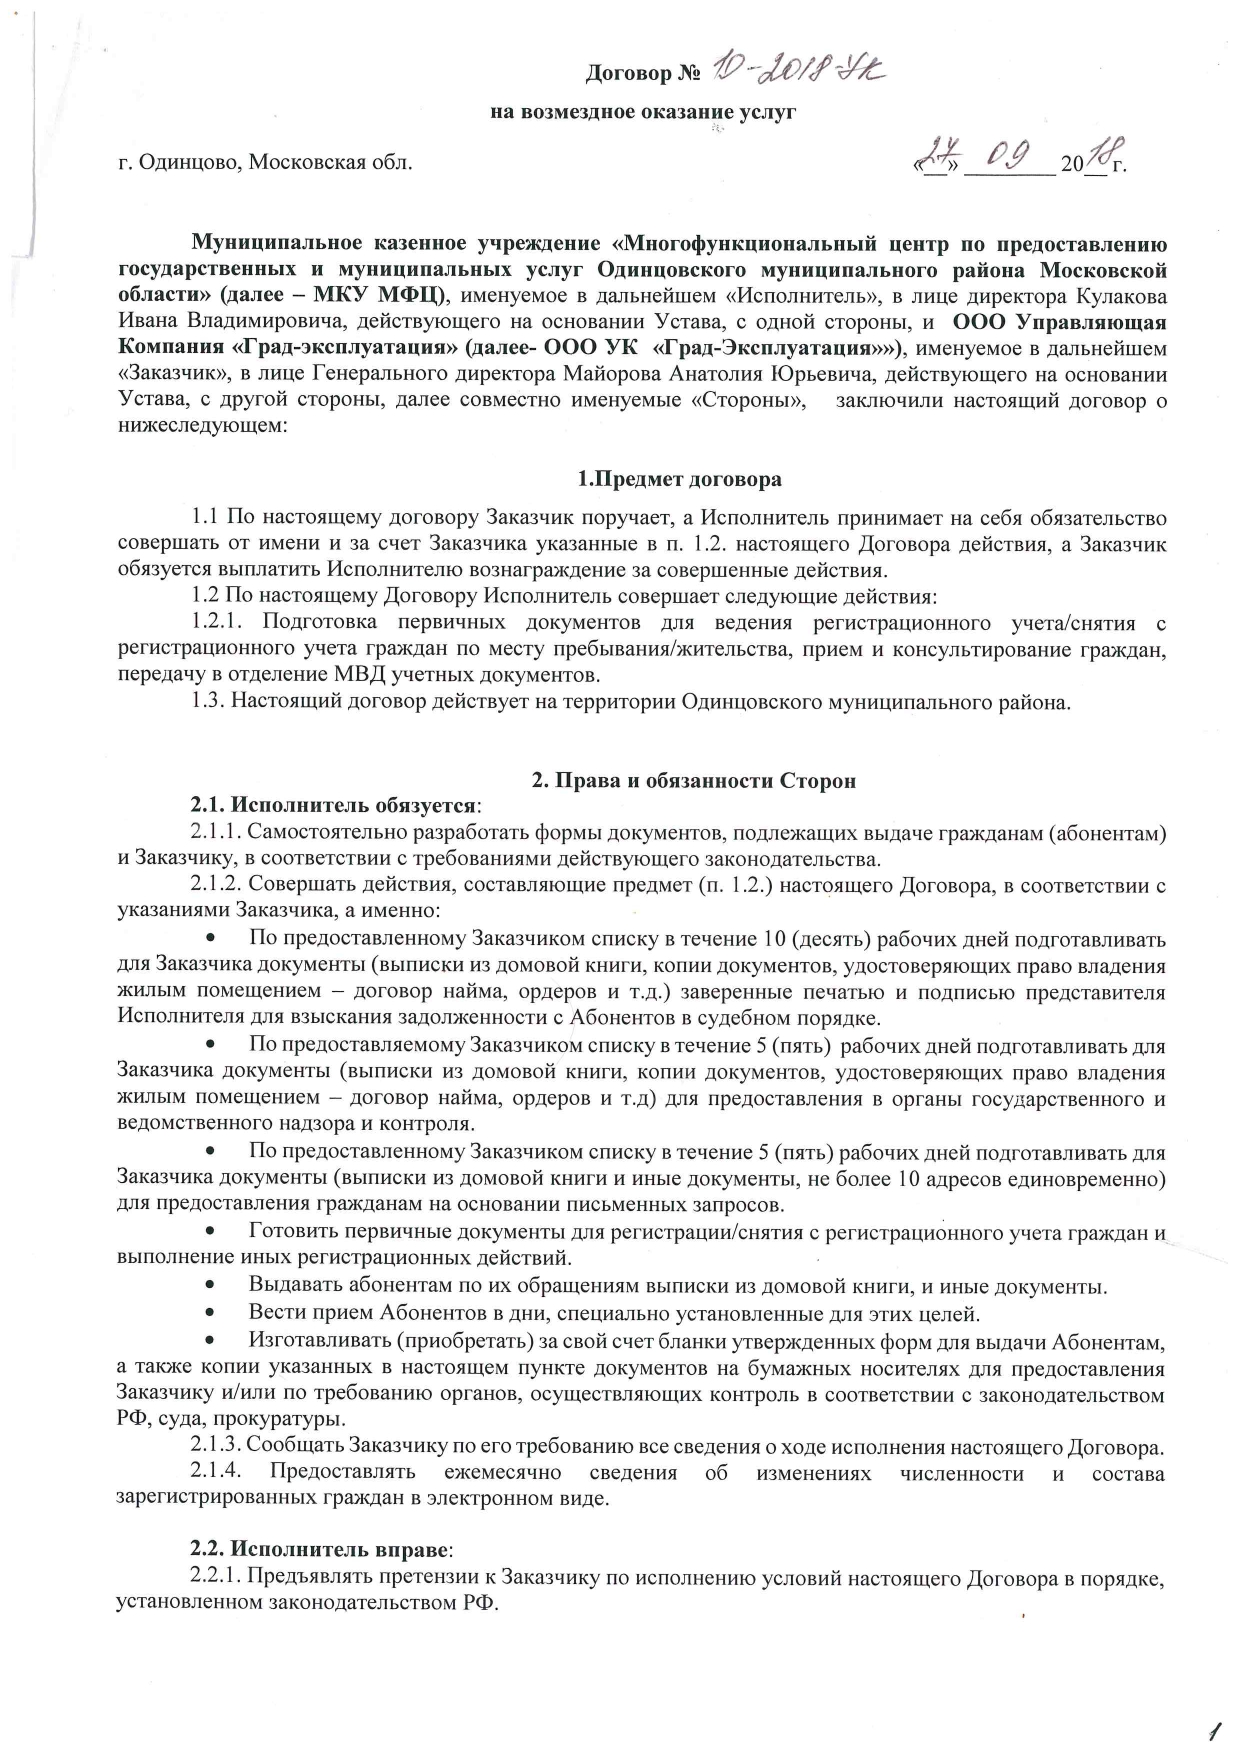 Договор № 10-2018-УК
на возмездное оказание услуг
г. Одинцово, Московская обл. «27» 09 2018 г.
Муниципальное казенное учреждение «Многофункциональный центр по предоставлению
государственных и муниципальных услуг Одинцовского муниципального района Московской
области» (далее – МКУ МФЦ), именуемое в дальнейшем «Исполнитель», в лице директора Кулакова
Ивана Владимировича, действующего на основании Устава, с одной стороны, и ООО Управляющая
Компания «Град-эксплуатация» (далее- ООО УК «Град-Эксплуатация»»), именуемое в дальнейшем
«Заказчик», в лице Генерального директора Майорова Анатолия Юрьевича, действующего на основании
Устава, с другой стороны, далее совместно именуемые «Стороны», заключили настоящий договор о
нижеследующем:
1.Предмет договора
1.1 По настоящему договору Заказчик поручает, а Исполнитель принимает на себя обязательство
совершать от имени и за счет Заказчика указанные в п. 1.2. настоящего Договора действия, а Заказчик
обязуется выплатить Исполнителю вознаграждение за совершенные действия.
1.2 По настоящему Договору Исполнитель совершает следующие действия:
1.2.1. Подготовка первичных документов для ведения регистрационного учета/снятия с
регистрационного учета граждан по месту пребывания/жительства, прием и консультирование граждан,
передачу в отделение МВД учетных документов.
1.3. Настоящий договор действует на территории Одинцовского муниципального района.
2. Права и обязанности Сторон
2.1. Исполнитель обязуется:
2.1.1. Самостоятельно разработать формы документов, подлежащих выдаче гражданам (абонентам)
и Заказчику, в соответствии с требованиями действующего законодательства.
2.1.2. Совершать действия, составляющие предмет (п. 1.2.) настоящего Договора, в соответствии с
указаниями Заказчика, а именно:
• По предоставленному Заказчиком списку в течение 10 (десять) рабочих дней подготавливать
для Заказчика документы (выписки из домовой книги, копии документов, удостоверяющих право владения
жилым помещением – договор найма, ордеров и т.д.) заверенные печатью и подписью представителя
Исполнителя для взыскания задолженности с Абонентов в судебном порядке.
• По предоставляемому Заказчиком списку в течение 5 (пять) рабочих дней подготавливать для
Заказчика документы (выписки из домовой книги, копии документов, удостоверяющих право владения
жилым помещением – договор найма, ордеров и т.д) для предоставления в органы государственного и
ведомственного надзора и контроля.
• По предоставленному Заказчиком списку в течение 5 (пять) рабочих дней подготавливать для
Заказчика документы (выписки из домовой книги и иные документы, не более 10 адресов единовременно)
для предоставления гражданам на основании письменных запросов.
• Готовить первичные документы для регистрации/снятия с регистрационного учета граждан и
выполнение иных регистрационных действий.
• Выдавать абонентам по их обращениям выписки из домовой книги, и иные документы.
• Вести прием Абонентов в дни, специально установленные для этих целей.
• Изготавливать (приобретать) за свой счет бланки утвержденных форм для выдачи Абонентам,
а также копии указанных в настоящем пункте документов на бумажных носителях для предоставления
Заказчику и/или по требованию органов, осуществляющих контроль в соответствии с законодательством
РФ, суда, прокуратуры.
2.1.3. Сообщать Заказчику по его требованию все сведения о ходе исполнения настоящего Договора.
2.1.4. Предоставлять ежемесячно сведения об изменениях численности и состава
зарегистрированных граждан в электронном виде.
2.2. Исполнитель вправе:
2.2.1. Предъявлять претензии к Заказчику по исполнению условий настоящего Договора в порядке,
установленном законодательством РФ.
1